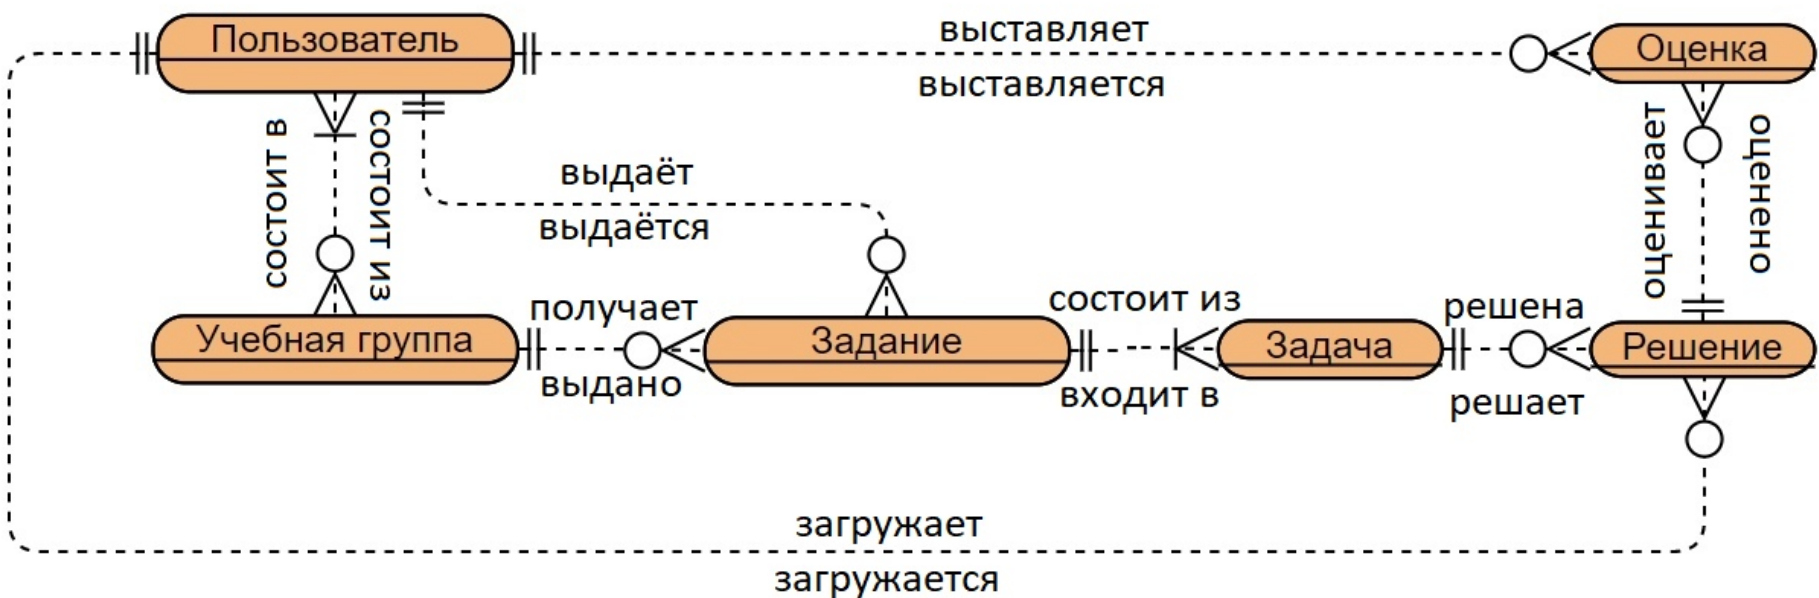 Пользователь
выставляет
выставляется
Оценка
состоит в
состоит из
выдаёт
выдаётся
оценивает
оценено
Учебная группа
получает
выдано
Задание
состоит из
входит в
Задача
решена
решает
Решение
загружает
загружается